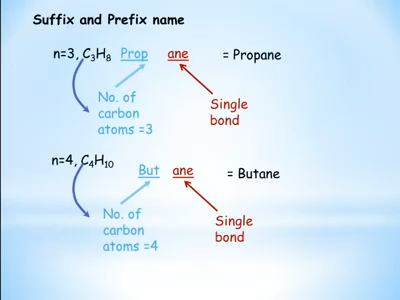 Suffix and Prefix name
n=3, C₃H₈ Prop ane = Propane
No. of
carbon
atoms =3
Single
bond
n=4, C₄H₁₀ But ane = Butane
No. of
carbon
atoms =4
Single
bond